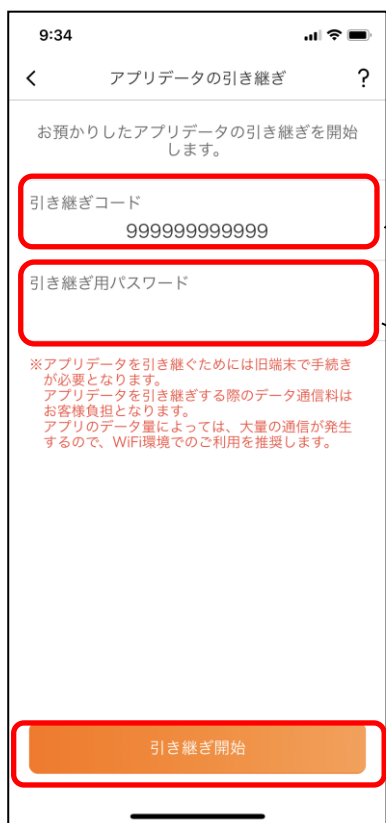 9:34
アプリデータの引き継ぎ ?
お預かりしたアプリデータの引き継ぎを開始
します。
引き継ぎコード
999999999999
引き継ぎ用パスワード
※アプリデータを引き継ぐためには旧端末で手続き
が必要となります。
アプリデータを引き継ぎする際のデータ通信料は
お客様負担となります。
アプリのデータ量によっては、大量の通信が発生
するので、WiFi環境でのご利用を推奨します。
引き継ぎ開始